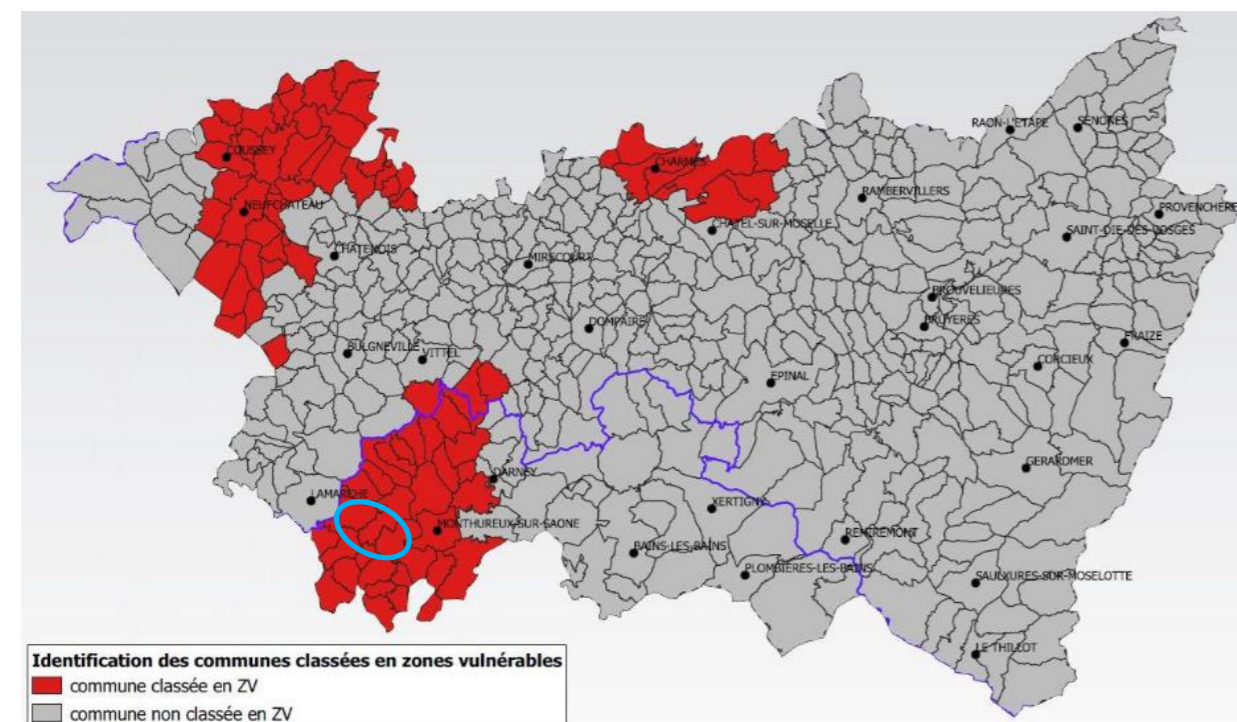 RAON-L'ETAPE
SENONES
COUSSEY
CHARMES
RAMBERVILLERS
NEUFCHATEAU
PROVENCHERE
CHATEL-SUR-MOSELLE
SAINT-DIE-DES-VOSGES
CHATENOIS
MIRECOURT
BROUVELIEURES
DOMPAIRE
BRUYERES
FRAIZE
BULGNEVILLE
VITTEL
CORCIEUX
EPINAL
GERARDMER
DARNEY
LAMARCHE
XERTIGNY
MONTHUREUX-SUR-SAONE
REMIREMONT
BAINS-LES-BAINS
PLOMBIERES-LES-BAINS
SAULXURES-SUR-MOSELOTTE
LE THILLOT
Identification des communes classées en zones vulnérables
commune classée en ZV
commune non classée en ZV